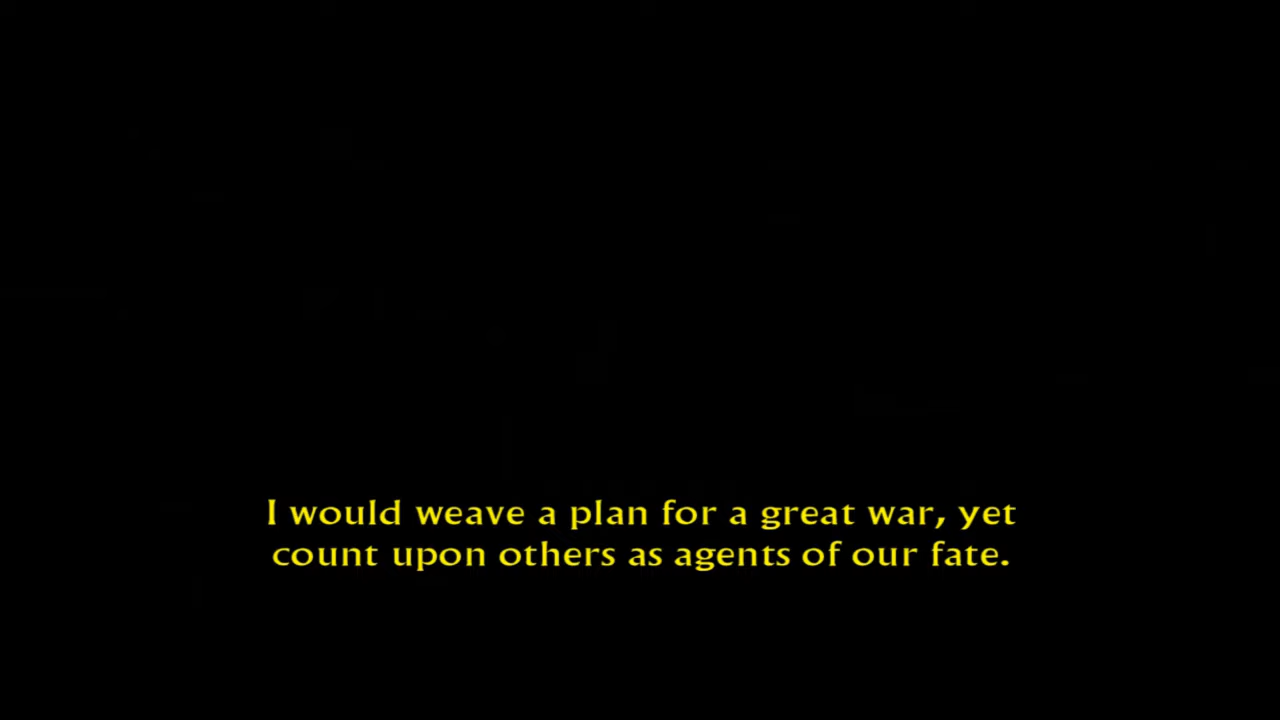 I would weave a plan for a great war, yet
count upon others as agents of our fate.